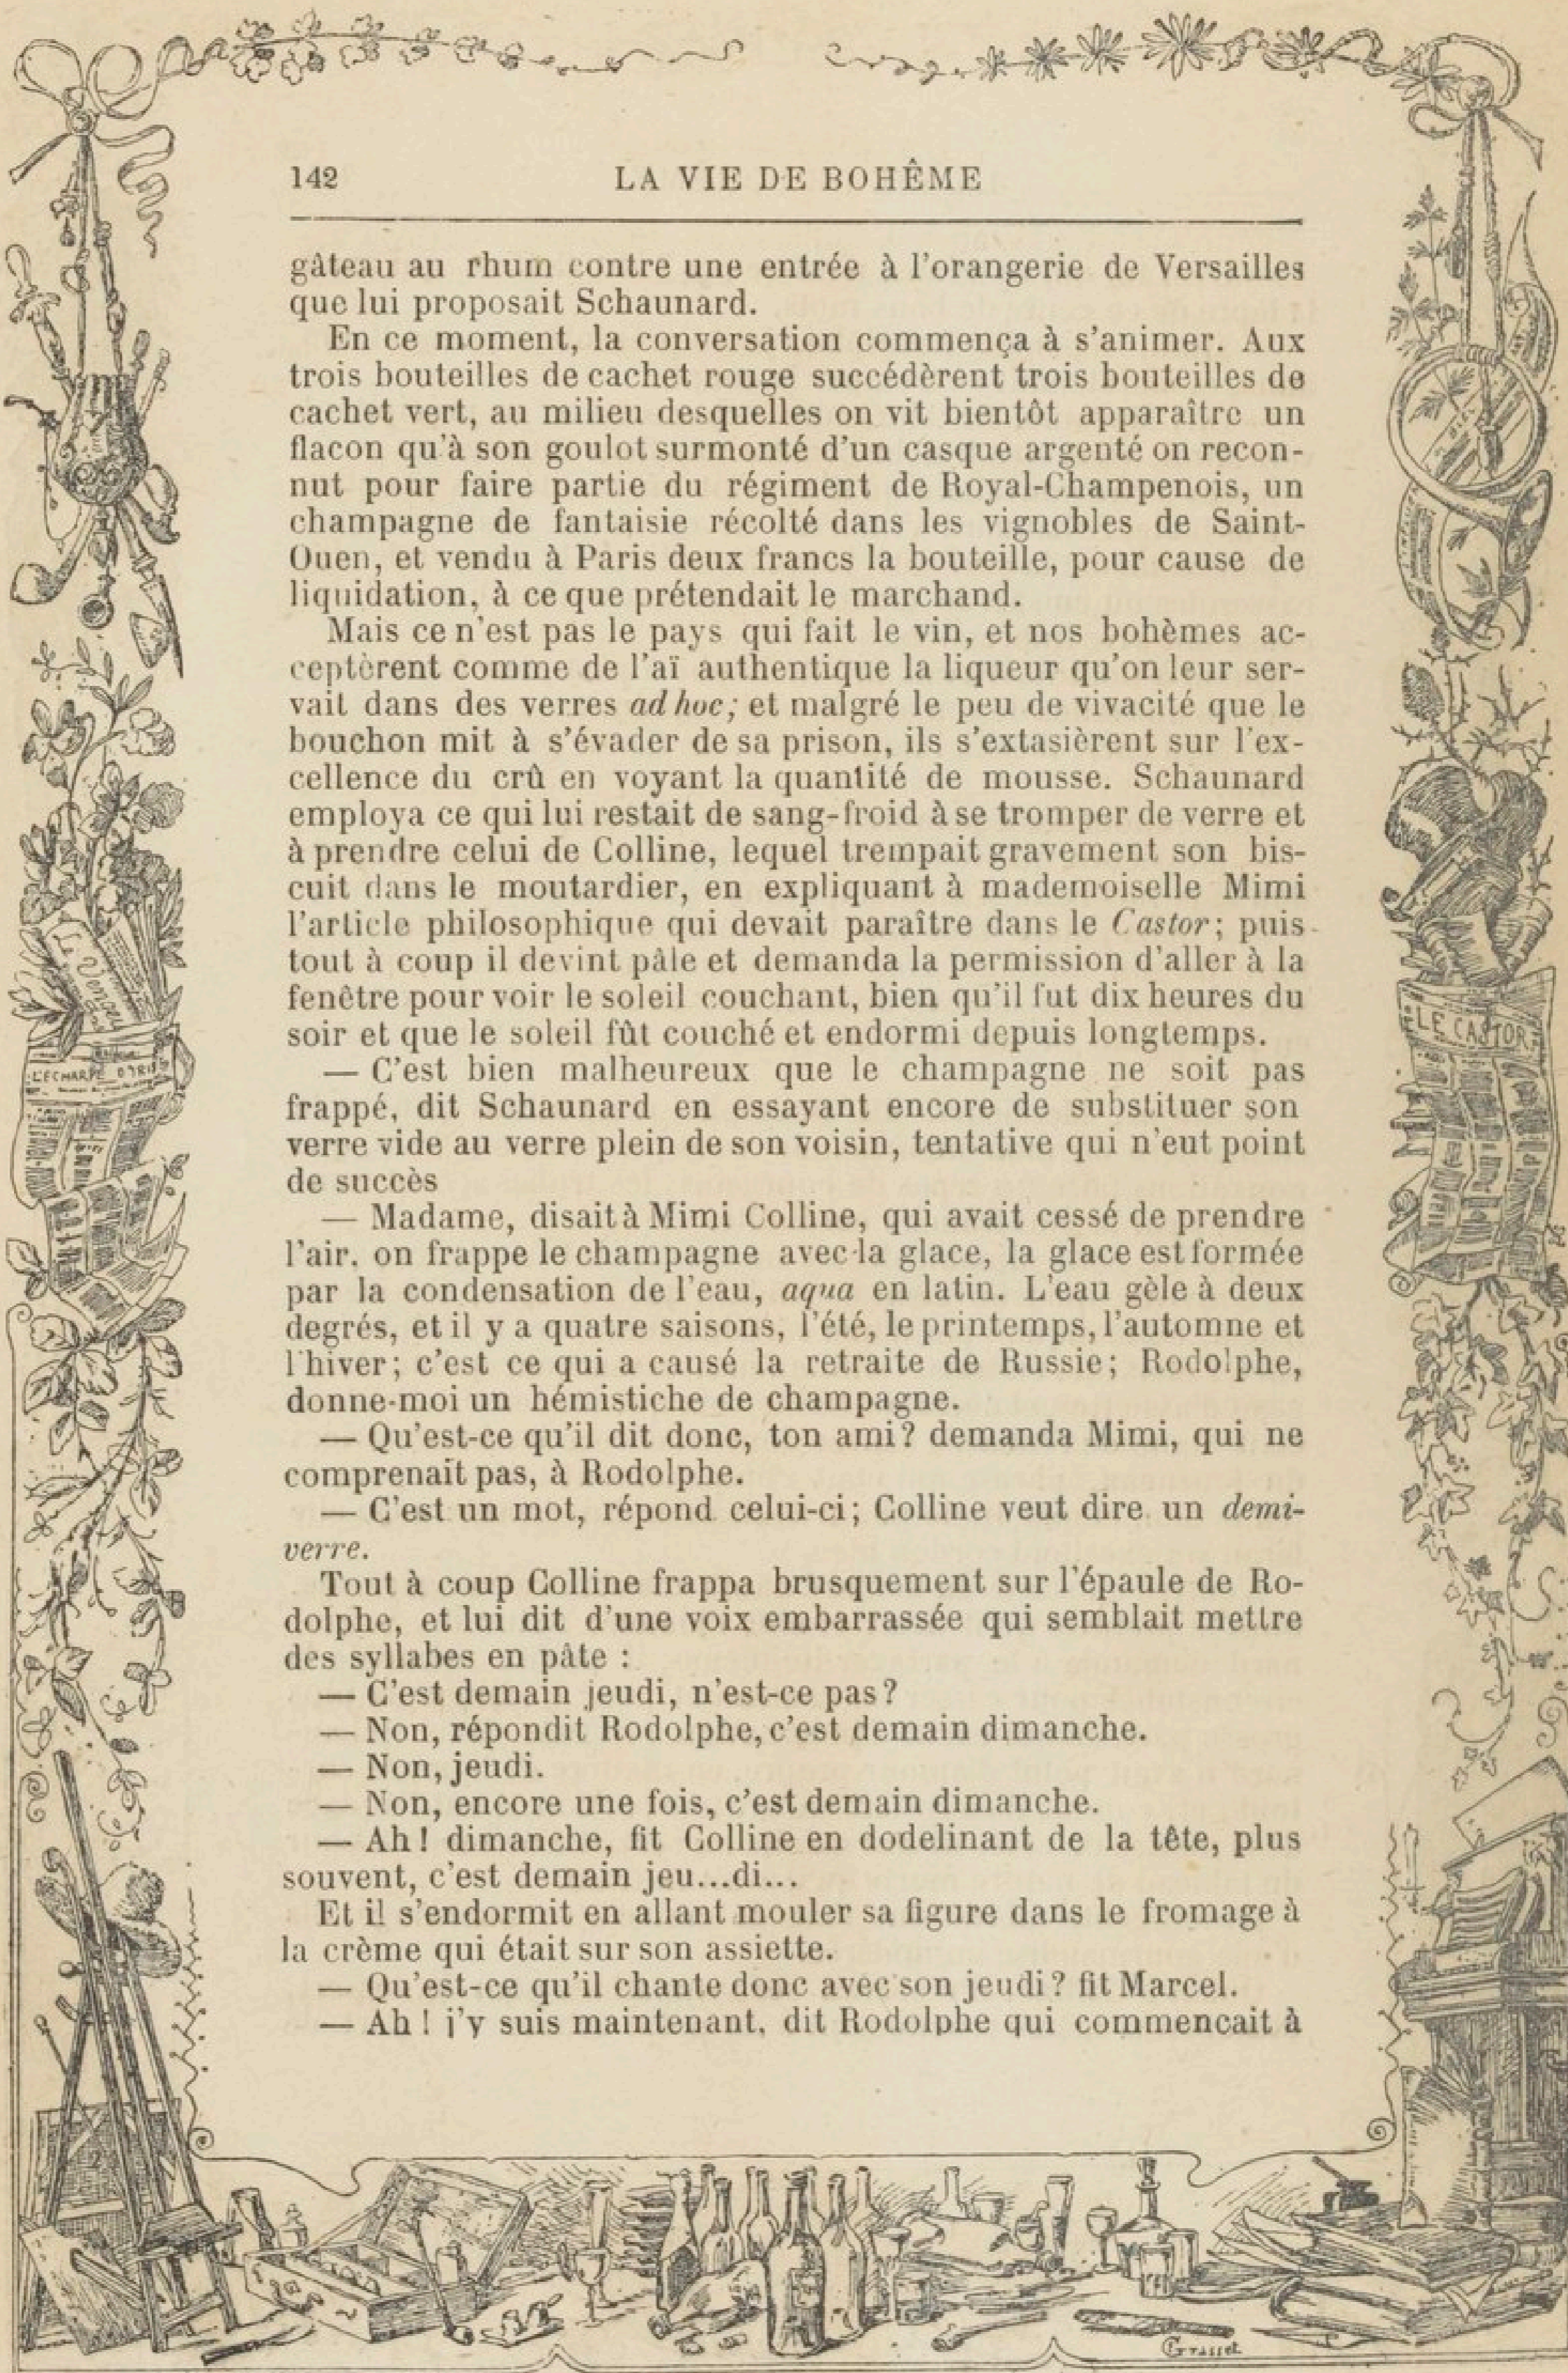 142 LA VIE DE BOHÊME
gâteau au rhum contre une entrée à l'orangerie de Versailles
que lui proposait Schaunard.
En ce moment, la conversation commença à s'animer. Aux
trois bouteilles de cachet rouge succédèrent trois bouteilles de
cachet vert, au milieu desquelles on vit bientôt apparaître un
flacon qu'à son goulot surmonté d'un casque argenté on recon-
nut pour faire partie du régiment de Royal-Champenois, un
champagne de fantaisie récolté dans les vignobles de Saint-
Ouen, et vendu à Paris deux francs la bouteille, pour cause de
liquidation, à ce que prétendait le marchand.
Mais ce n'est pas le pays qui fait le vin, et nos bohèmes ac-
ceptèrent comme de l'aï authentique la liqueur qu'on leur ser-
vait dans des verres ad hoc; et malgré le peu de vivacité que le
bouchon mit à s'évader de sa prison, ils s'extasièrent sur l'ex-
cellence du crû en voyant la quantité de mousse. Schaunard
employa ce qui lui restait de sang-froid à se tromper de verre et
à prendre celui de Colline, lequel trempait gravement son bis-
cuit dans le moutardier, en expliquant à mademoiselle Mimi
l'article philosophique qui devait paraître dans le Castor; puis
tout à coup il devint pâle et demanda la permission d'aller à la
fenêtre pour voir le soleil couchant, bien qu'il fut dix heures du
soir et que le soleil fût couché et endormi depuis longtemps.
— C'est bien malheureux que le champagne ne soit pas
frappé, dit Schaunard en essayant encore de substituer son
verre vide au verre plein de son voisin, tentative qui n'eut point
de succès
— Madame, disait à Mimi Colline, qui avait cessé de prendre
l'air. on frappe le champagne avec la glace, la glace est formée
par la condensation de l'eau, aqua en latin. L'eau gèle à deux
degrés, et il y a quatre saisons, l'été, le printemps, l'automne et
l'hiver; c'est ce qui a causé la retraite de Russie; Rodolphe,
donne-moi un hémistiche de champagne.
— Qu'est-ce qu'il dit donc, ton ami? demanda Mimi, qui ne
comprenait pas, à Rodolphe.
— C'est un mot, répond celui-ci; Colline veut dire un demi-
verre.
Tout à coup Colline frappa brusquement sur l'épaule de Ro-
dolphe, et lui dit d'une voix embarrassée qui semblait mettre
des syllabes en pâte :
— C'est demain jeudi, n'est-ce pas?
— Non, répondit Rodolphe, c'est demain dimanche.
— Non, jeudi.
— Non, encore une fois, c'est demain dimanche.
— Ah! dimanche, fit Colline en dodelinant de la tête, plus
souvent, c'est demain jeu...di...
Et il s'endormit en allant mouler sa figure dans le fromage à
la crème qui était sur son assiette.
— Qu'est-ce qu'il chante donc avec son jeudi? fit Marcel.
— Ah! j'y suis maintenant, dit Rodolphe qui commençait à
Le Vengeur
L'ECHARPE D'IRIS
LE CASTOR
Grasset